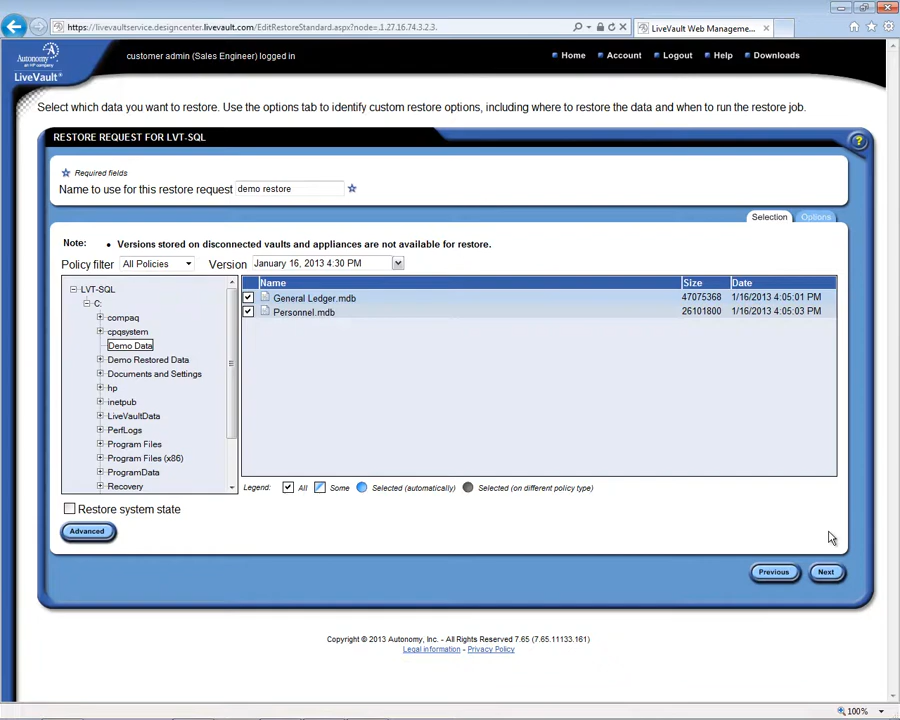 https://livevaultservice.designcenter.livevault.com/EditRestoreStandard.aspx?node=.1.27.16.74.3.2.3.
LiveVault Web Manageme...
Autonomy
an HP company
LiveVault®
customer admin (Sales Engineer) logged in
Home
Account
Logout
Help
Downloads
Select which data you want to restore. Use the options tab to identify custom restore options, including where to restore the data and when to run the restore job.
RESTORE REQUEST FOR LVT-SQL
?
Required fields
Name to use for this restore request
demo restore
Selection
Options
Note: • Versions stored on disconnected vaults and appliances are not available for restore.
Policy filter
All Policies
Version
January 16, 2013 4:30 PM
LVT-SQL
C:
compaq
cpqsystem
Demo Data
Demo Restored Data
Documents and Settings
hp
inetpub
LiveVaultData
PerfLogs
Program Files
Program Files (x86)
ProgramData
Recovery
Name Size Date
General Ledger.mdb 47075368 1/16/2013 4:05:01 PM
Personnel.mdb 26101800 1/16/2013 4:05:03 PM
Legend: All Some Selected (automatically) Selected (on different policy type)
Restore system state
Advanced
Previous
Next
Copyright © 2013 Autonomy, Inc. - All Rights Reserved 7.65 (7.65.11133.161)
Legal information - Privacy Policy
100%